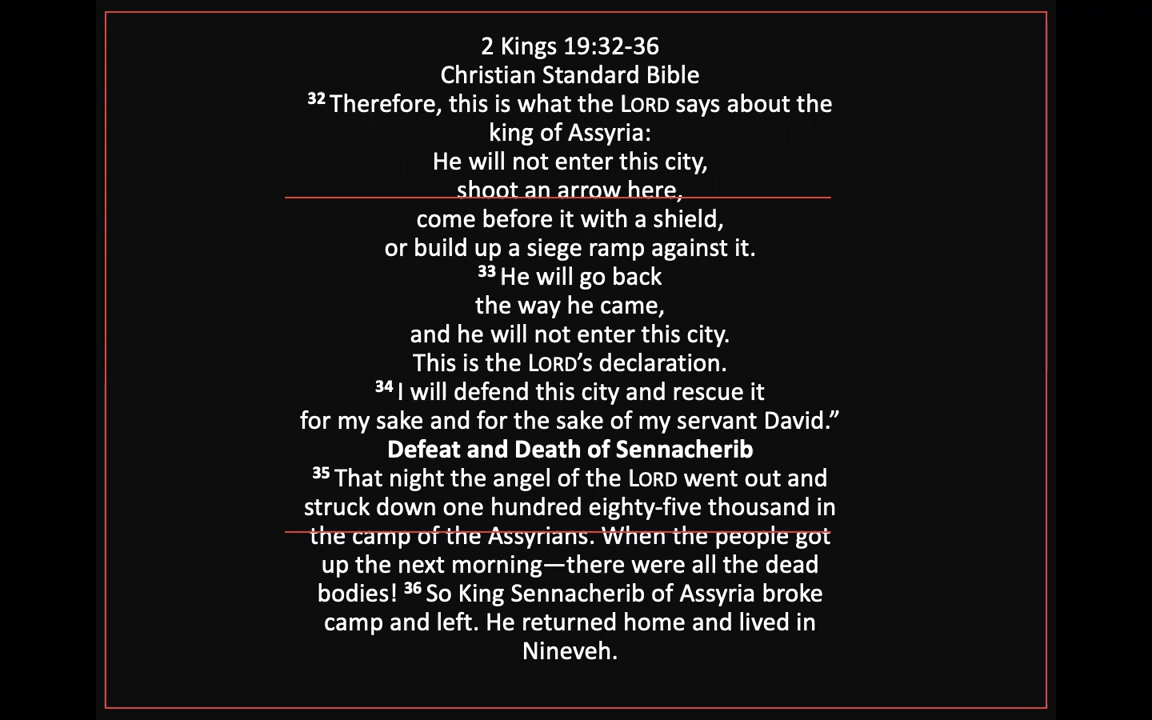 2 Kings 19:32-36
Christian Standard Bible
32 Therefore, this is what the LORD says about the
king of Assyria:
He will not enter this city,
shoot an arrow here,
come before it with a shield,
or build up a siege ramp against it.
33 He will go back
the way he came,
and he will not enter this city.
This is the LORD’s declaration.
34 I will defend this city and rescue it
for my sake and for the sake of my servant David.”
Defeat and Death of Sennacherib
35 That night the angel of the LORD went out and
struck down one hundred eighty-five thousand in
the camp of the Assyrians. When the people got
up the next morning—there were all the dead
bodies! 36 So King Sennacherib of Assyria broke
camp and left. He returned home and lived in
Nineveh.